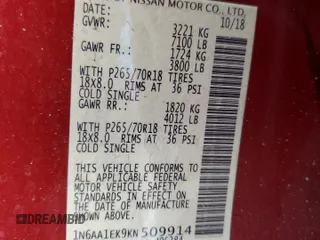 BY NISSAN MOTOR CO., LTD.
DATE: 10/18
GVWR: 3221 KG
7100 LB
GAWR FR: 1724 KG
3800 LB
WITH P265/70R18 TIRES
18X8.0 RIMS AT 36 PSI
COLD SINGLE
GAWR RR: 1820 KG
4012 LB
WITH P265/70R18 TIRES
18X8.0 RIMS AT 36 PSI
COLD SINGLE
THIS VEHICLE CONFORMS TO ALL
APPLICABLE FEDERAL MOTOR
VEHICLE SAFETY STANDARDS
IN EFFECT ON THE
DATE OF MANUFACTURE
SHOWN ABOVE.
1N6AA1EK9KN509914
DREAMBID